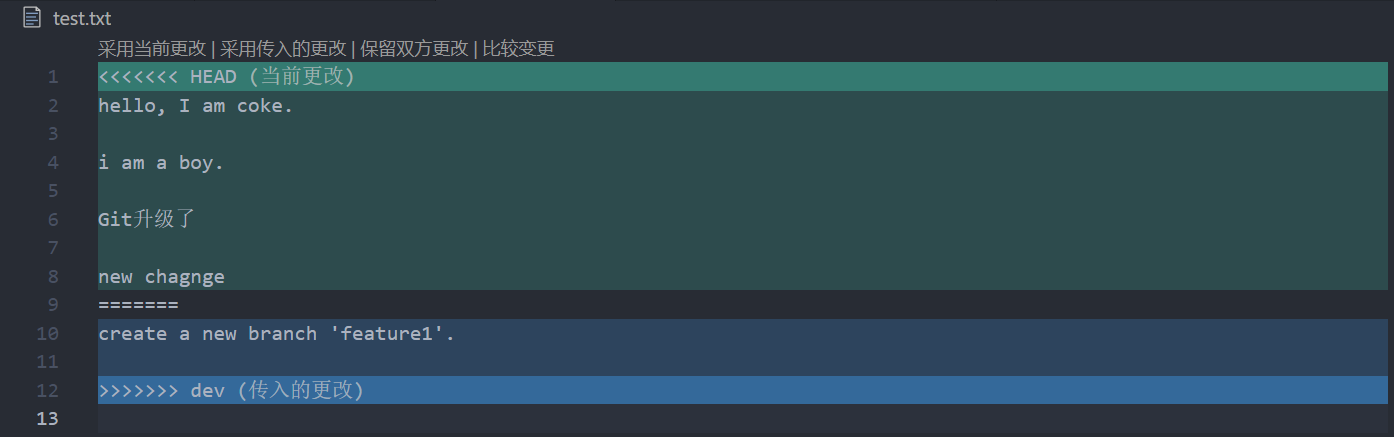 test.txt
采用当前更改 | 采用传入的更改 | 保留双方更改 | 比较变更
1 <<<<<<< HEAD (当前更改)
2 hello, I am coke.
3
4 i am a boy.
5
6 Git升级了
7
8 new chagnge
9 =======
10 create a new branch 'feature1'.
11
12 >>>>>>> dev (传入的更改)
13